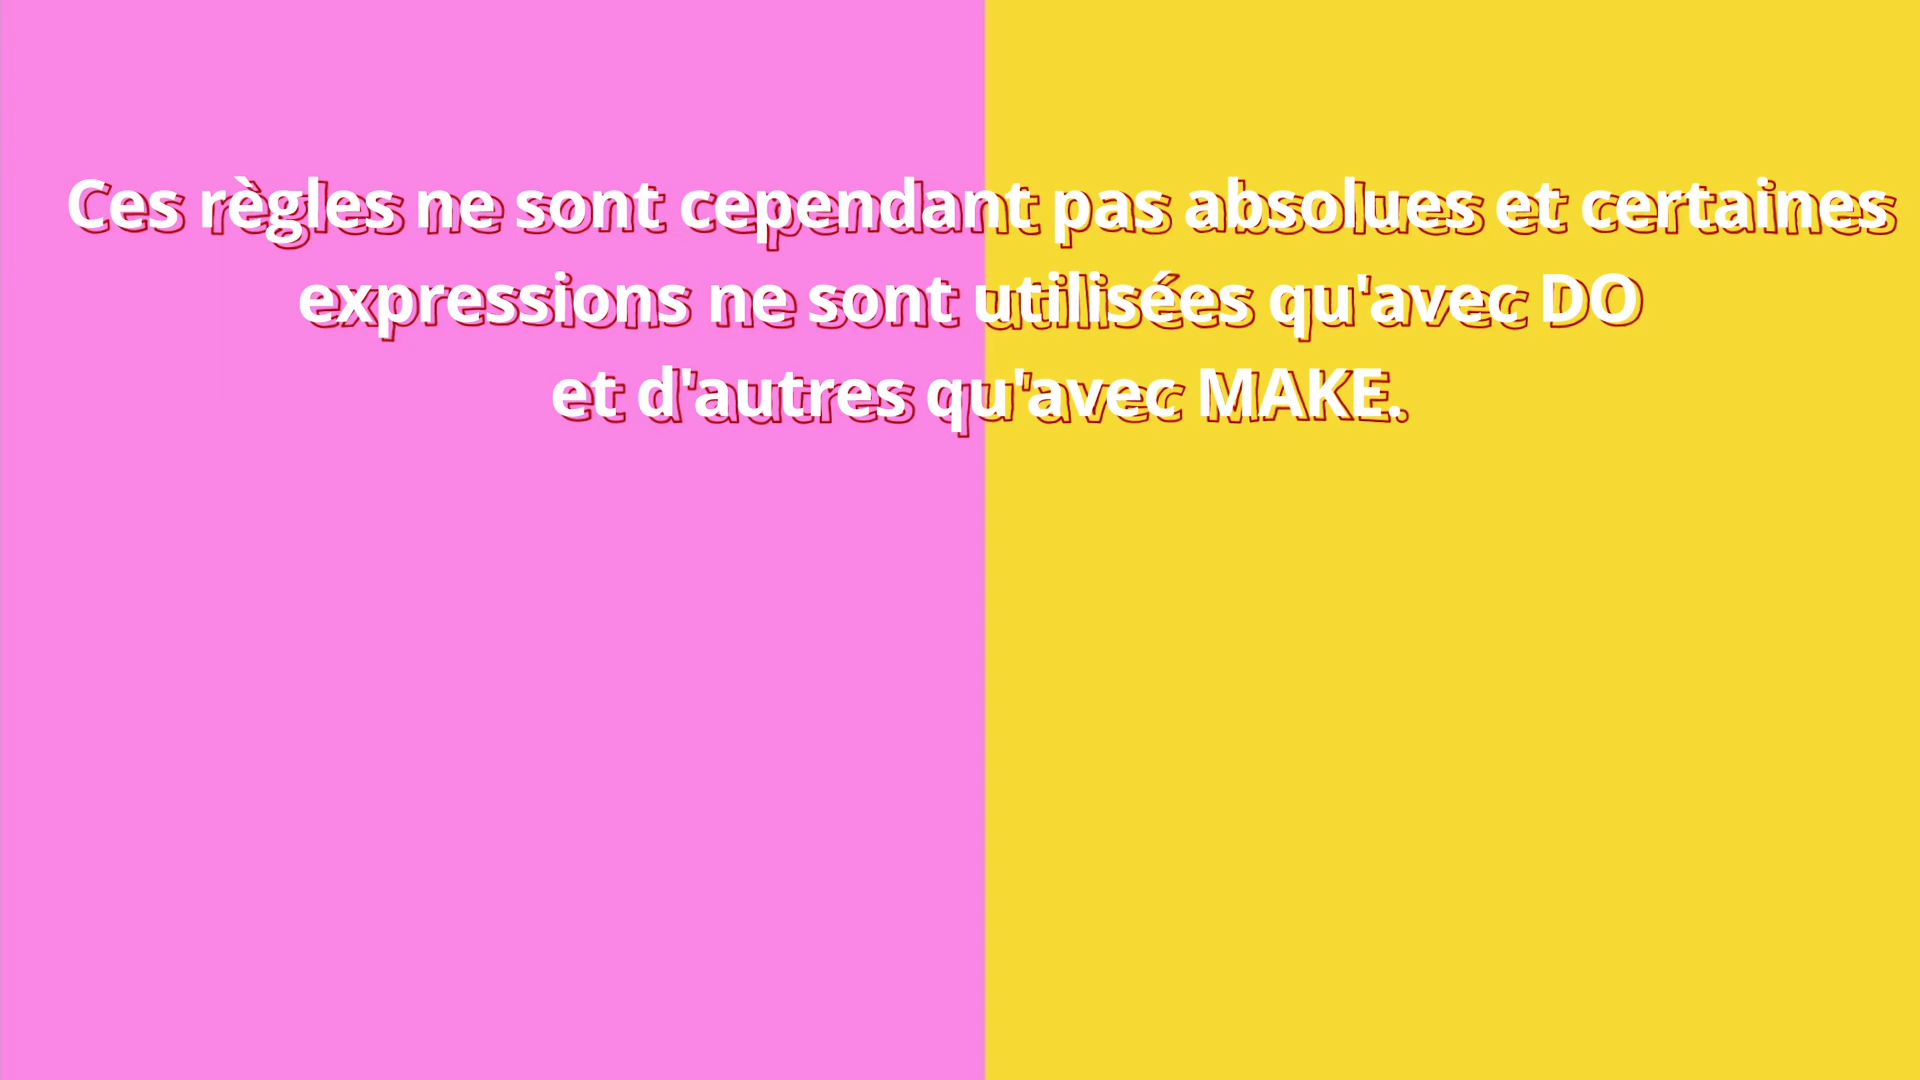 Ces règles ne sont cependant pas absolues et certaines
expressions ne sont utilisées qu'avec DO
et d'autres qu'avec MAKE.